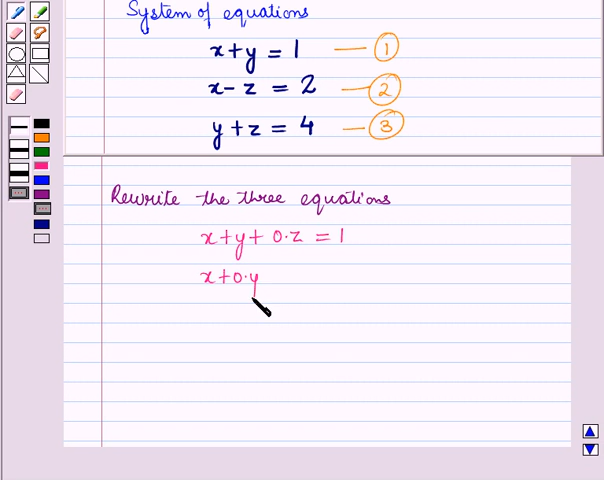 System of equations
x+y = 1 — ①
x- z = 2 — ②
y+z = 4 — ③
Rewrite the three equations
x+y+ 0·z = 1
x+0·y